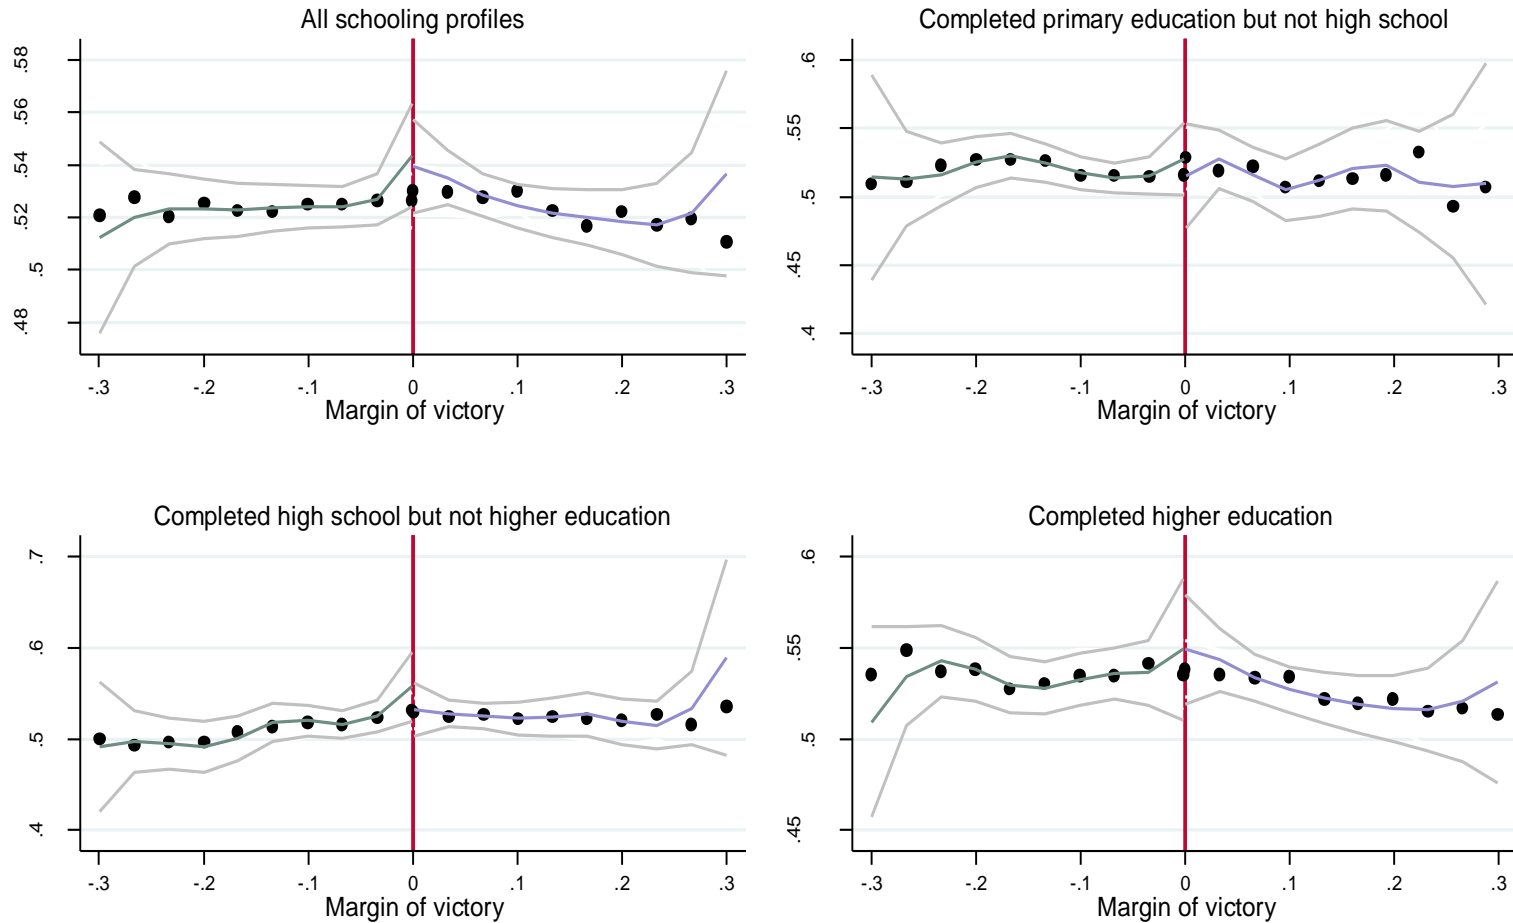 All schooling profiles
.58
.56
.54
.52
.5
.48
-.3 -.2 -.1 0 .1 .2 .3
Margin of victory
Completed primary education but not high school
.6
.55
.5
.45
.4
-.3 -.2 -.1 0 .1 .2 .3
Margin of victory
Completed high school but not higher education
.7
.6
.5
.4
-.3 -.2 -.1 0 .1 .2 .3
Margin of victory
Completed higher education
.6
.55
.5
.45
-.3 -.2 -.1 0 .1 .2 .3
Margin of victory